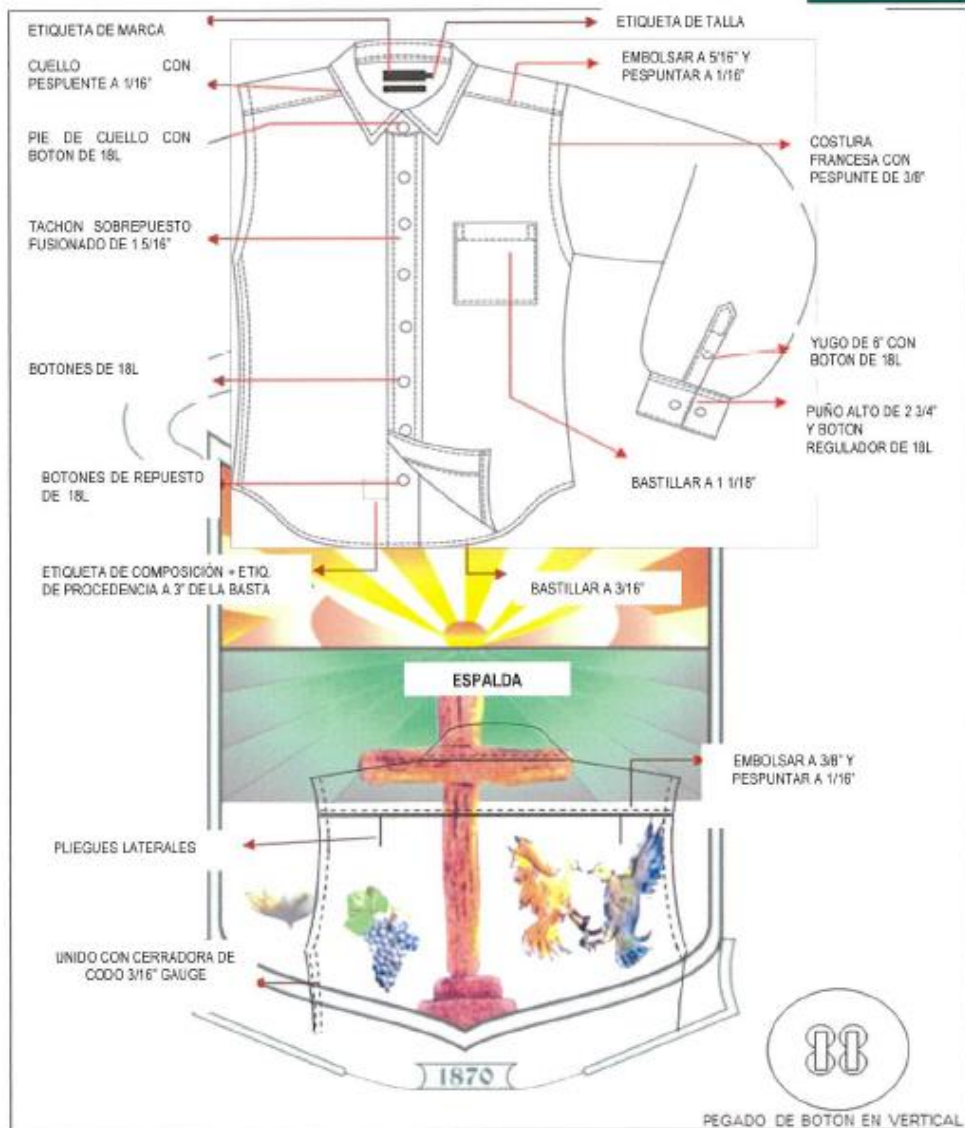 ETIQUETA DE MARCA
ETIQUETA DE TALLA
CUELLO CON
PESPUENTE A 1/16"
EMBOLSAR A 5/16" Y
PESPUNTAR A 1/16"
PIE DE CUELLO CON
BOTON DE 18L
COSTURA
FRANCESA CON
PESPUNTE DE 3/8"
TACHON SOBREPUESTO
FUSIONADO DE 1 5/16"
BOTONES DE 18L
YUGO DE 6" CON
BOTON DE 18L
PUÑO ALTO DE 2 3/4"
Y BOTON
REGULADOR DE 18L
BOTONES DE REPUESTO
DE 18L
BASTILLAR A 1 1/18"
ETIQUETA DE COMPOSICIÓN + ETIQ.
DE PROCEDENCIA A 3" DE LA BASTA
BASTILLAR A 3/16"
ESPALDA
EMBOLSAR A 3/8" Y
PESPUNTAR A 1/16"
PLIEGUES LATERALES
UNIDO CON CERRADORA DE
CODO 3/16" GAUGE
1870
PEGADO DE BOTON EN VERTICAL